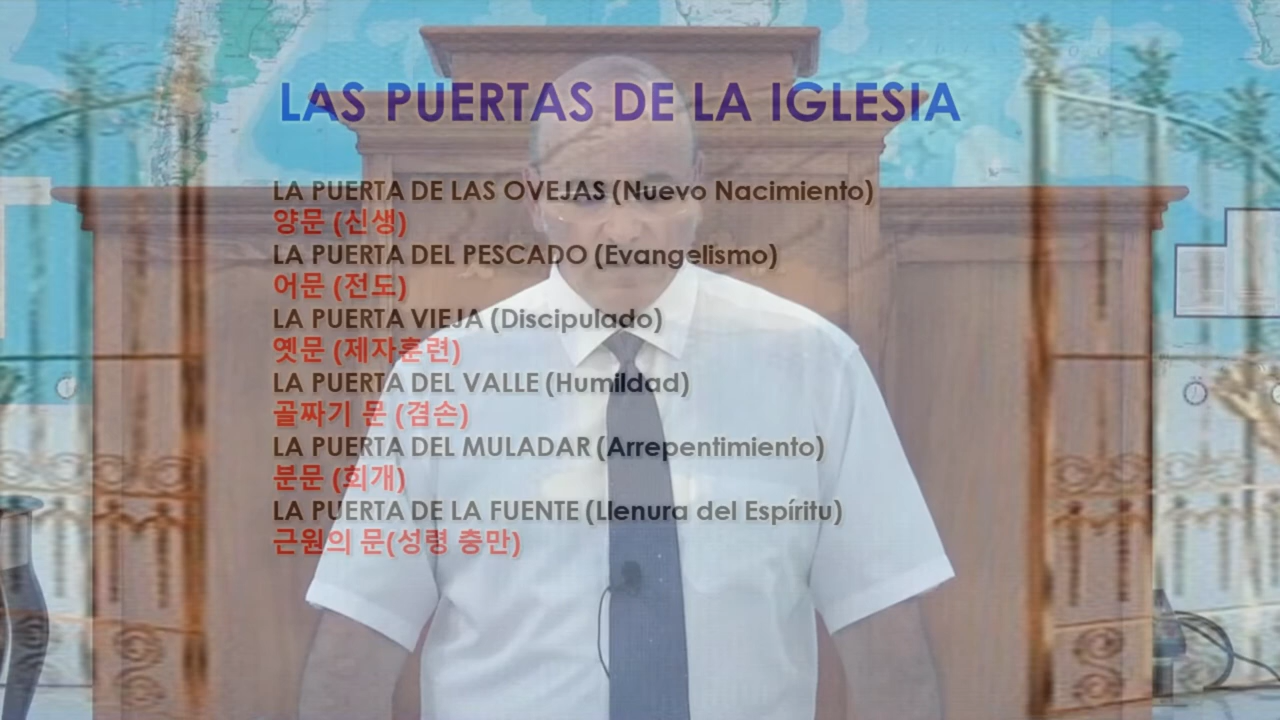 LAS PUERTAS DE LA IGLESIA
LA PUERTA DE LAS OVEJAS (Nuevo Nacimiento)
양문 (신생)
LA PUERTA DEL PESCADO (Evangelismo)
어문 (전도)
LA PUERTA VIEJA (Discipulado)
옛문 (제자훈련)
LA PUERTA DEL VALLE (Humildad)
골짜기 문 (겸손)
LA PUERTA DEL MULADAR (Arrepentimiento)
분문 (회개)
LA PUERTA DE LA FUENTE (Llenura del Espíritu)
근원의 문(성령 충만)